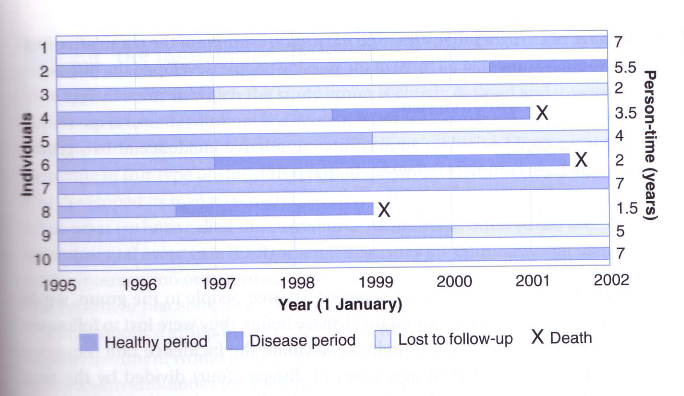 1 7
2 5.5
3 2
4 X 3.5
5 4
6 X 2
7 7
8 X 1.5
9 5
10 7
Individuals
Person-time (years)
1995 1996 1997 1998 1999 2000 2001 2002
Year (1 January)
Healthy period Disease period Lost to follow-up X Death